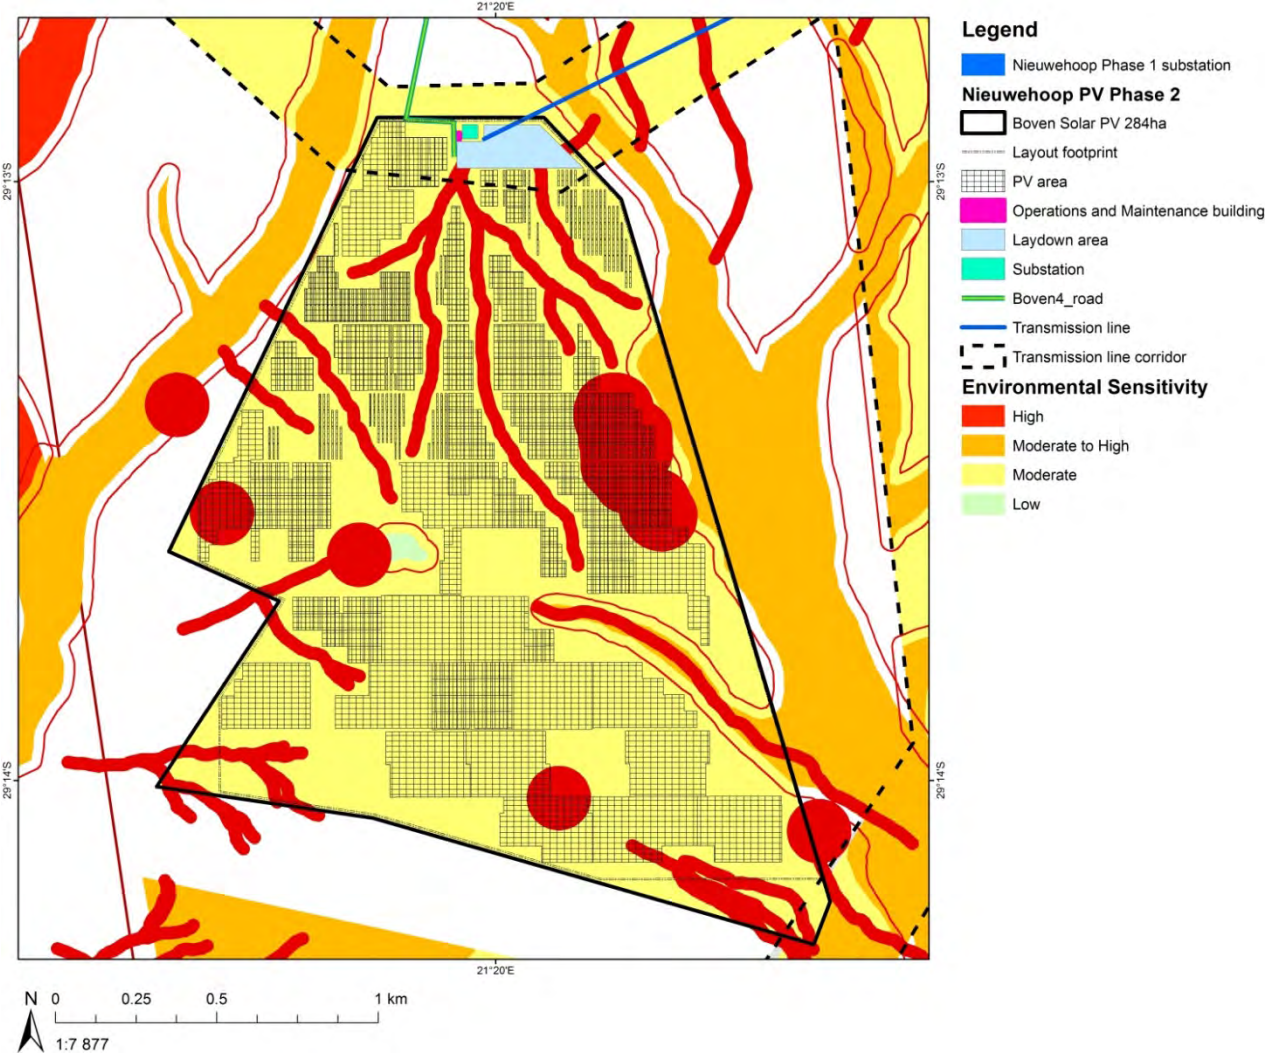 21°20'E
29°13'S
29°13'S
29°14'S
29°14'S
21°20'E
N 0 0.25 0.5 1 km
1:7 877
Legend
Nieuwehoop Phase 1 substation
Nieuwehoop PV Phase 2
Boven Solar PV 284ha
Layout footprint
PV area
Operations and Maintenance building
Laydown area
Substation
Boven4_road
Transmission line
Transmission line corridor
Environmental Sensitivity
High
Moderate to High
Moderate
Low